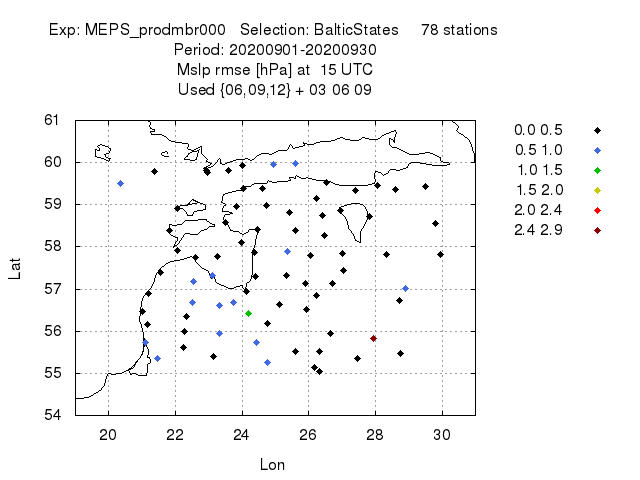 Exp: MEPS_prodmbr000 Selection: BalticStates 78 stations
Period: 20200901-20200930
Mslp rmse [hPa] at 15 UTC
Used {06,09,12} + 03 06 09
61
60
59
58
57
56
55
54
Lat
20 22 24 26 28 30
Lon
0.0 0.5
0.5 1.0
1.0 1.5
1.5 2.0
2.0 2.4
2.4 2.9